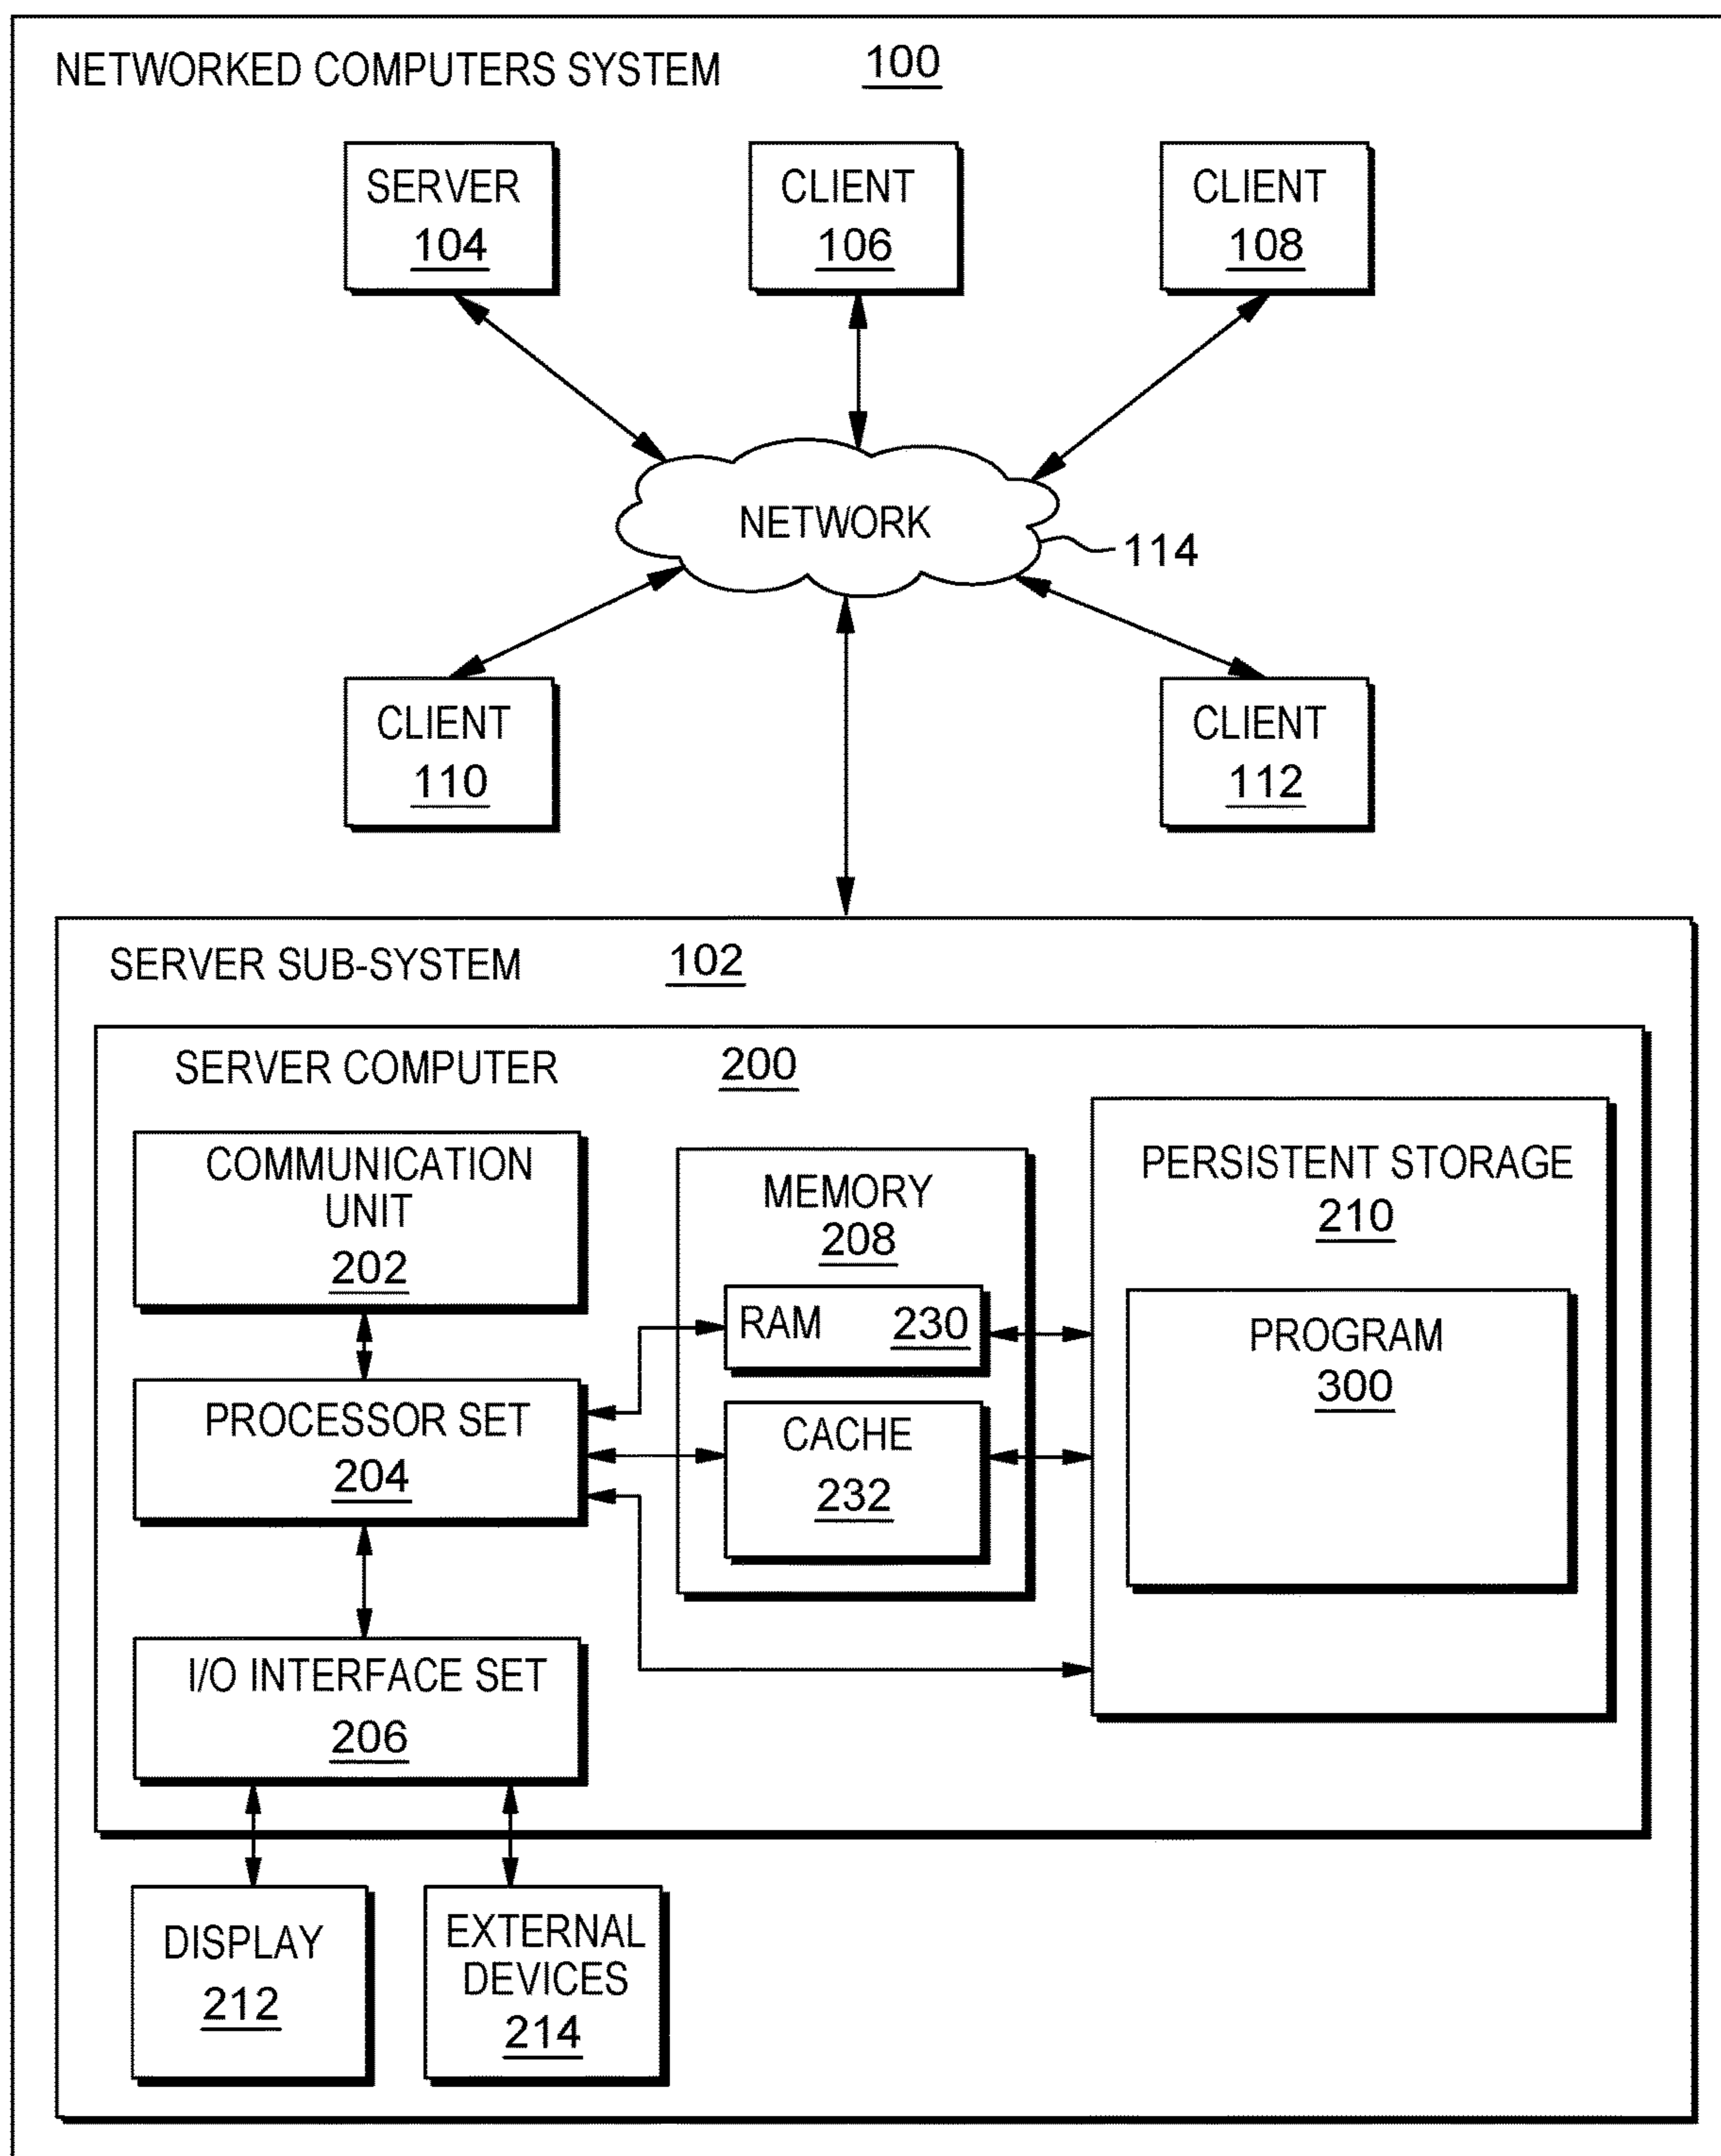 NETWORKED COMPUTERS SYSTEM 100
SERVER
104
CLIENT
106
CLIENT
108
NETWORK
114
CLIENT
110
CLIENT
112
SERVER SUB-SYSTEM 102
SERVER COMPUTER 200
COMMUNICATION
UNIT
202
PROCESSOR SET
204
I/O INTERFACE SET
206
MEMORY
208
RAM 230
CACHE
232
PERSISTENT STORAGE
210
PROGRAM
300
DISPLAY
212
EXTERNAL
DEVICES
214